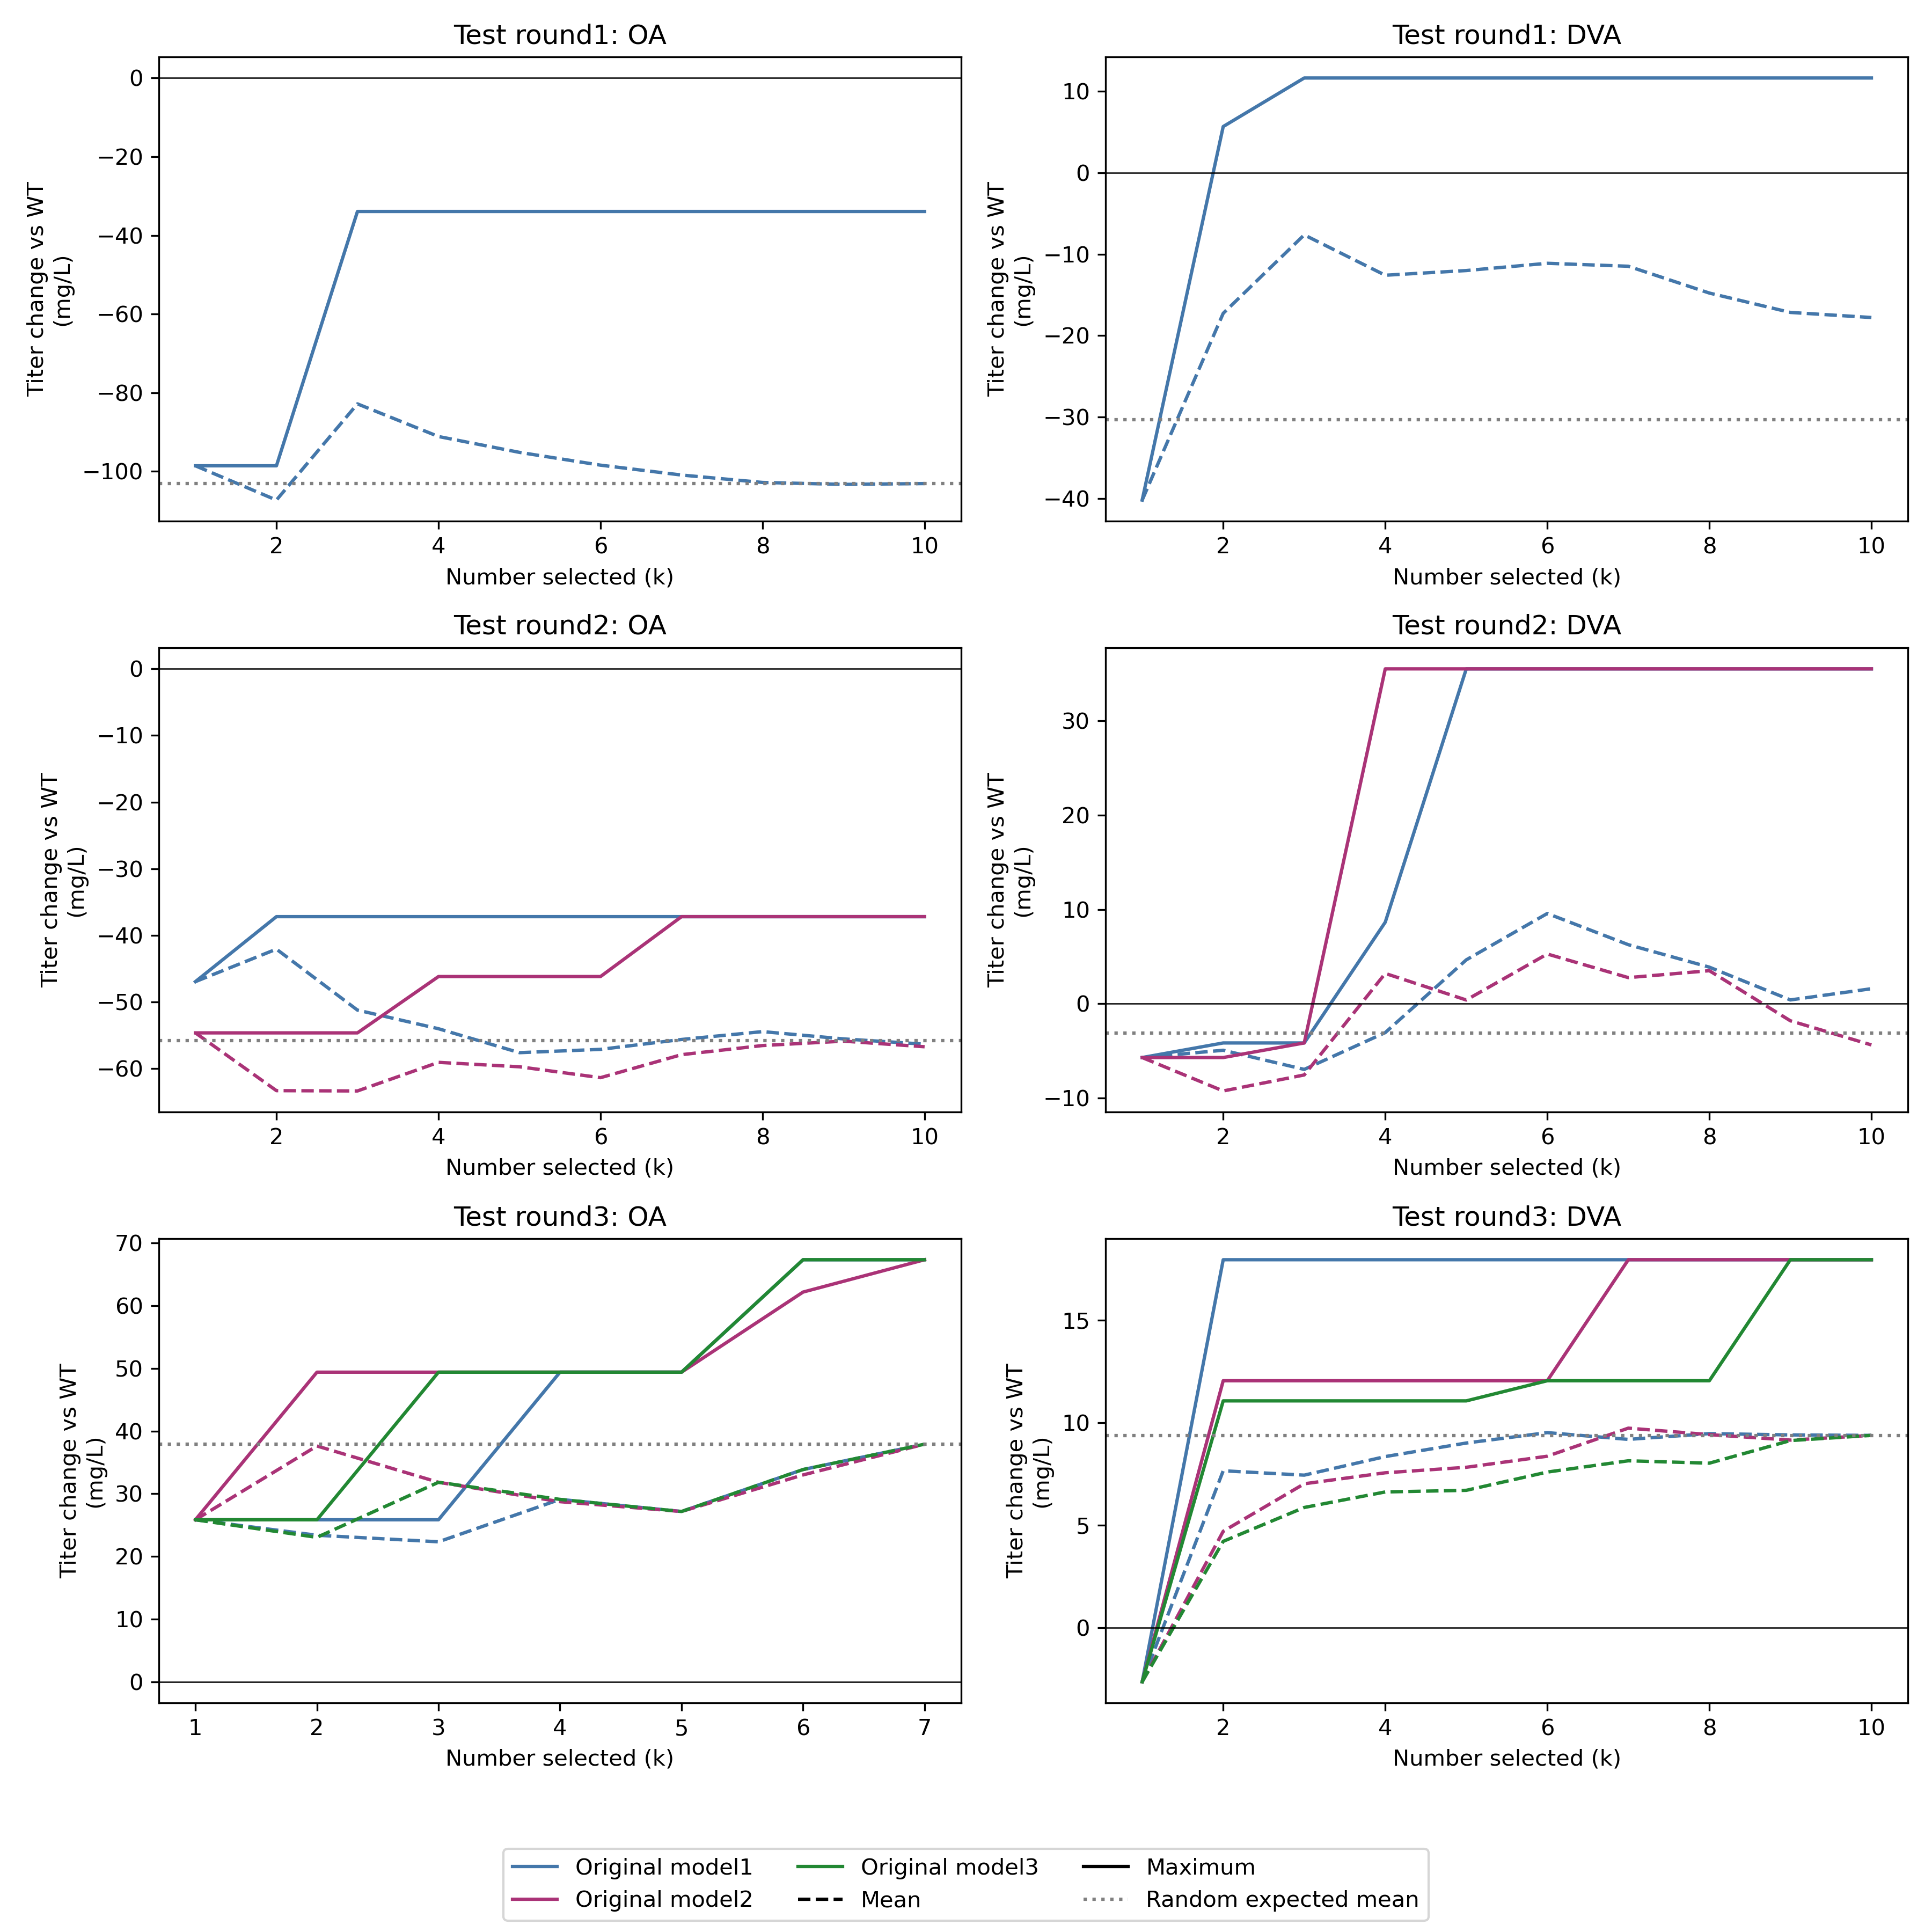 Test round1: OA
Titer change vs WT
(mg/L)
0
−20
−40
−60
−80
−100
2
4
6
8
10
Number selected (k)
Test round1: DVA
Titer change vs WT
(mg/L)
10
0
−10
−20
−30
−40
2
4
6
8
10
Number selected (k)
Test round2: OA
Titer change vs WT
(mg/L)
0
−10
−20
−30
−40
−50
−60
2
4
6
8
10
Number selected (k)
Test round2: DVA
Titer change vs WT
(mg/L)
30
20
10
0
−10
2
4
6
8
10
Number selected (k)
Test round3: OA
Titer change vs WT
(mg/L)
70
60
50
40
30
20
10
0
1
2
3
4
5
6
7
Number selected (k)
Test round3: DVA
Titer change vs WT
(mg/L)
15
10
5
0
2
4
6
8
10
Number selected (k)
Original model1
Original model2
Original model3
Mean
Maximum
Random expected mean